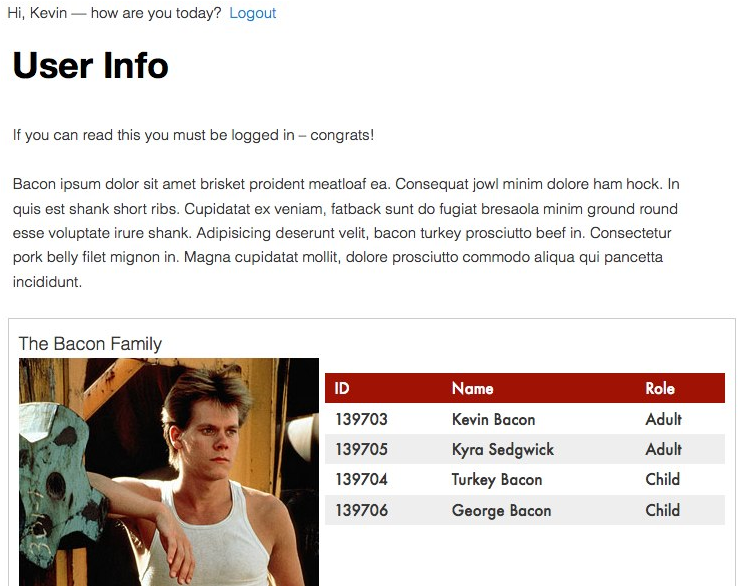 Hi, Kevin — how are you today?  Logout
User Info
If you can read this you must be logged in – congrats!
Bacon ipsum dolor sit amet brisket proident meatloaf ea. Consequat jowl minim dolore ham hock. In
quis est shank short ribs. Cupidatat ex veniam, fatback sunt do fugiat bresaola minim ground round
esse voluptate irure shank. Adipisicing deserunt velit, bacon turkey prosciutto beef in. Consectetur
pork belly filet mignon in. Magna cupidatat mollit, dolore prosciutto commodo aliqua qui pancetta
incididunt.
The Bacon Family
ID Name Role
139703 Kevin Bacon Adult
139705 Kyra Sedgwick Adult
139704 Turkey Bacon Child
139706 George Bacon Child